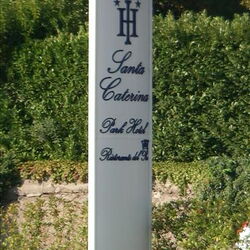 H
Santa
Caterina
Park Hotel
Ristorante del